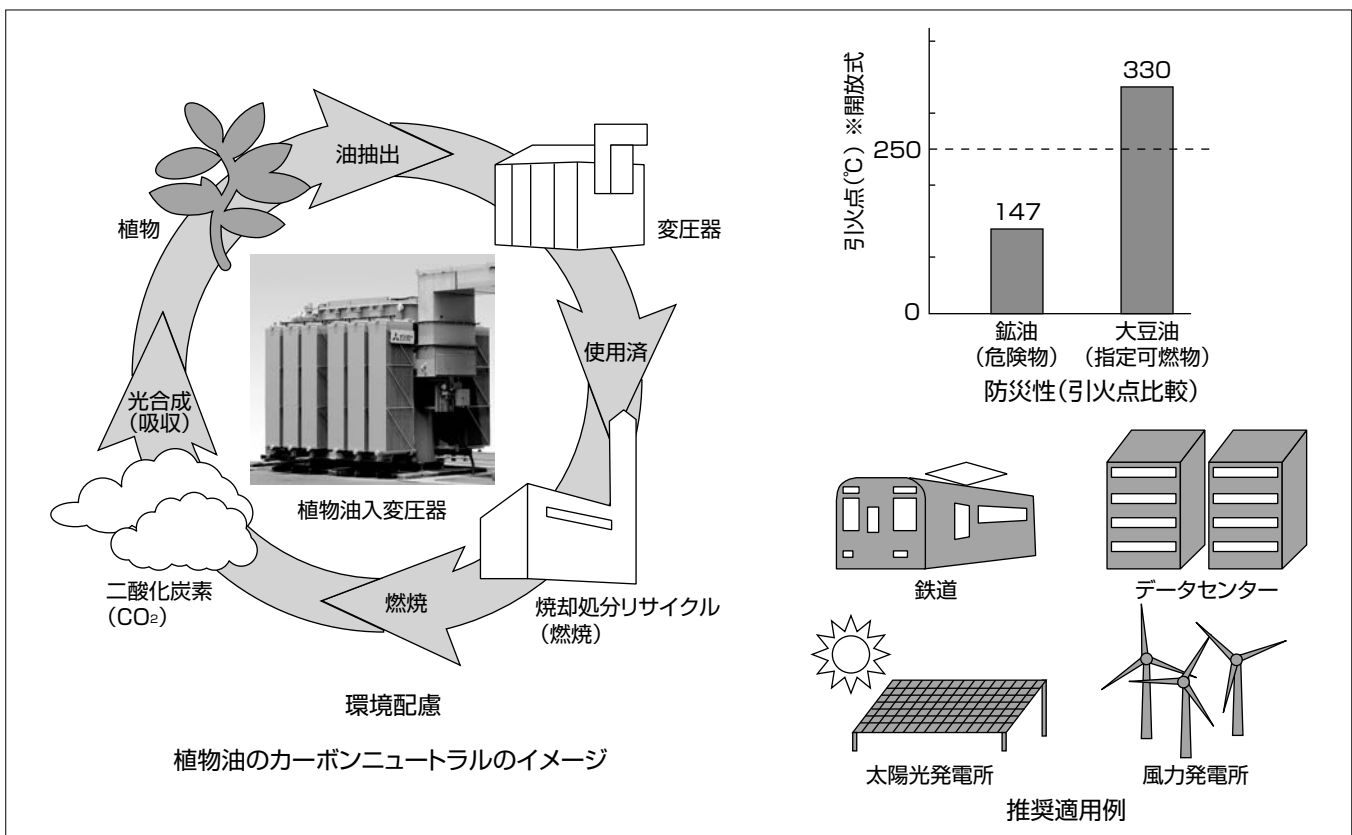 油抽出
植物
変圧器
使用済
光合成
(吸収)
植物油入変圧器
二酸化炭素
(CO₂)
燃焼
焼却処分リサイクル
(燃焼)
環境配慮
植物油のカーボンニュートラルのイメージ
引火点(℃) ※開放式
330
250
147
0
鉱油
(危険物)
大豆油
(指定可燃物)
防災性(引火点比較)
鉄道
データセンター
太陽光発電所
風力発電所
推奨適用例